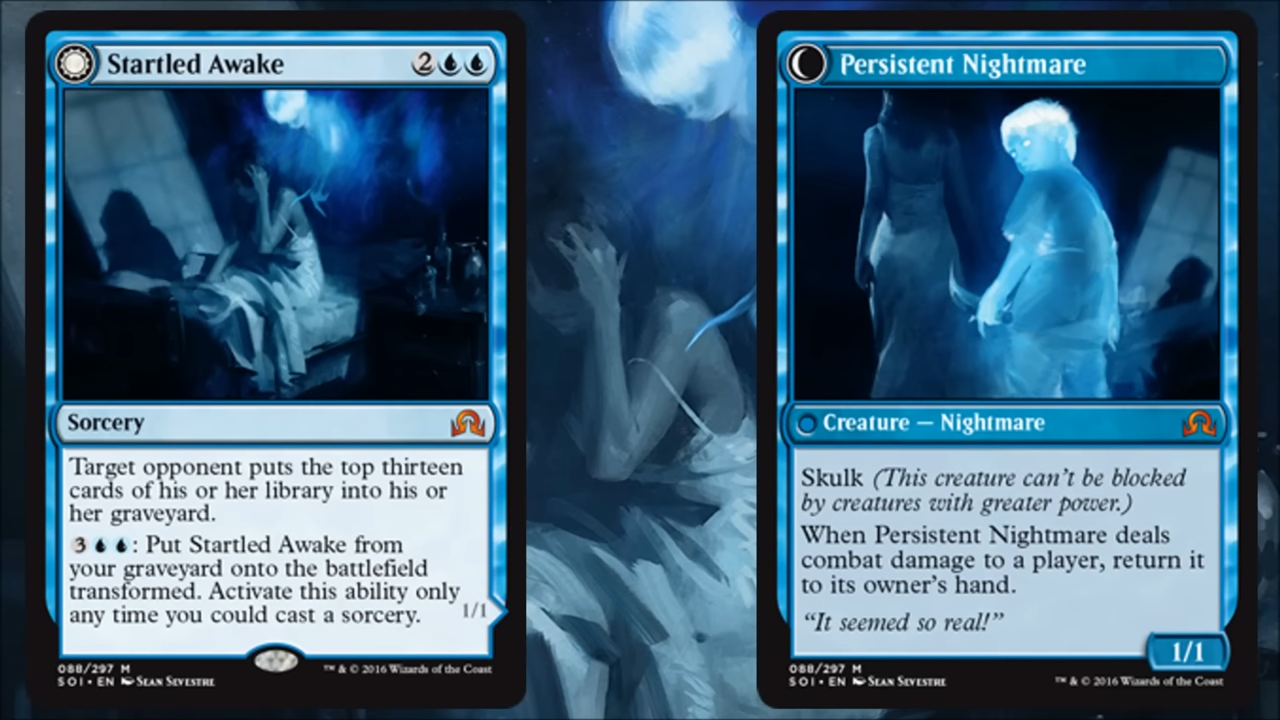 Startled Awake 2
Sorcery
Target opponent puts the top thirteen
cards of his or her library into his or
her graveyard.
3 : Put Startled Awake from
your graveyard onto the battlefield
transformed. Activate this ability only
any time you could cast a sorcery. 1/1
088/297 M
SOI • EN Sean Sevestre
™ & © 2016 Wizards of the Coast
Persistent Nightmare
Creature — Nightmare
Skulk (This creature can't be blocked
by creatures with greater power.)
When Persistent Nightmare deals
combat damage to a player, return it
to its owner's hand.
"It seemed so real!"
1/1
088/297 M
SOI • EN Sean Sevestre
™ & © 2016 Wizards of the Coast